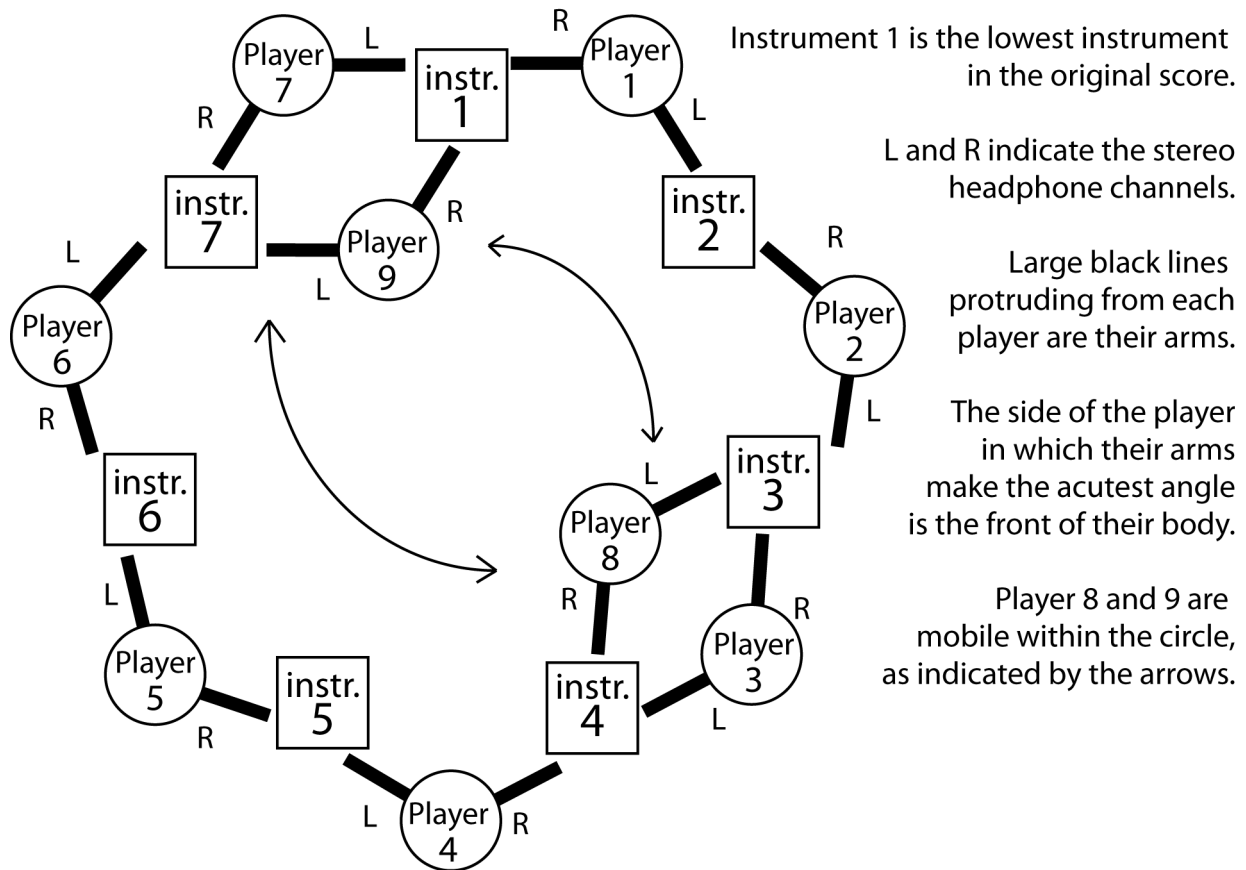 L
R
Player
7
instr.
1
Player
1
R
L
instr.
7
R
Player
9
L
instr.
2
R
L
Player
6
R
Player
2
L
instr.
6
L
Player
8
R
instr.
3
L
Player
5
R
instr.
5
instr.
4
R
Player
3
L
L
Player
4
R
Instrument 1 is the lowest instrument
in the original score.
L and R indicate the stereo
headphone channels.
Large black lines
protruding from each
player are their arms.
The side of the player
in which their arms
make the acutest angle
is the front of their body.
Player 8 and 9 are
mobile within the circle,
as indicated by the arrows.